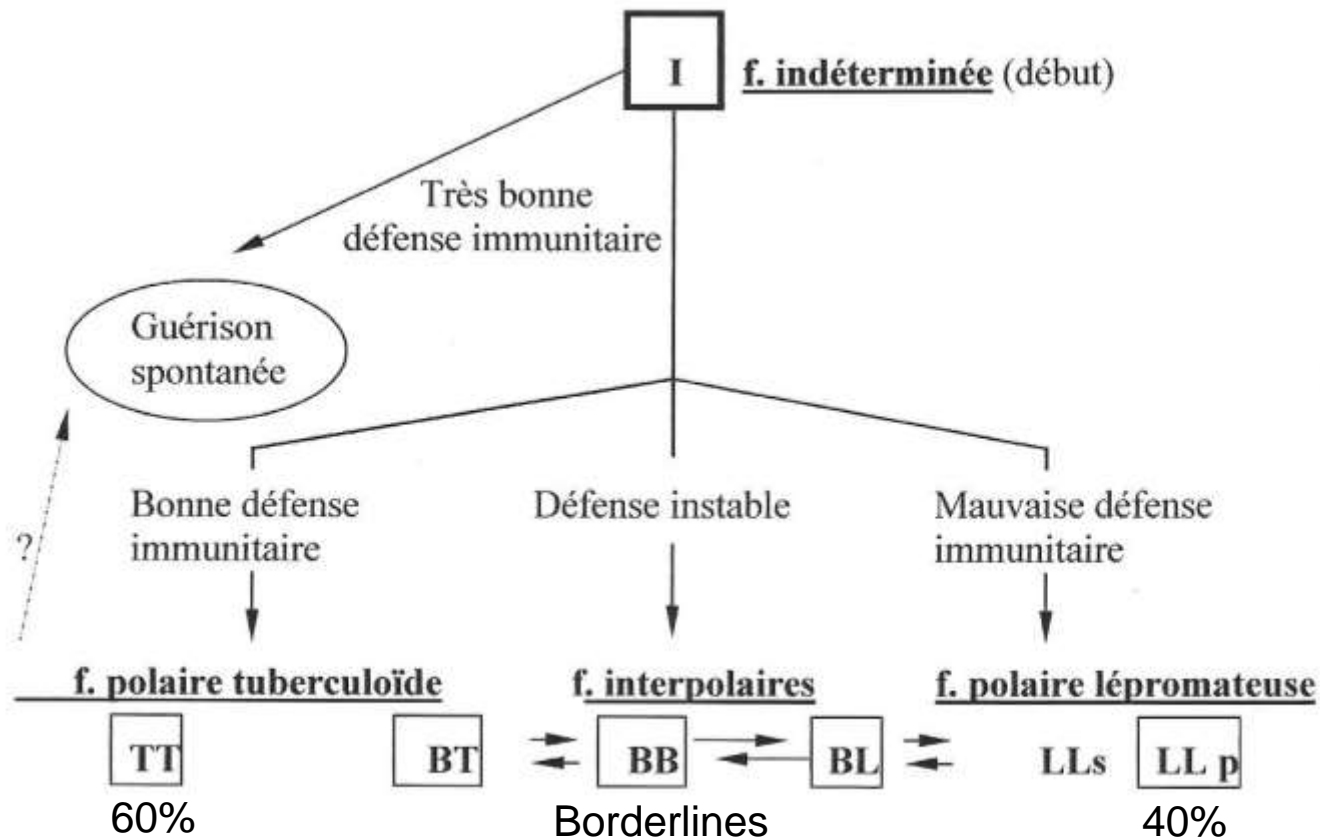 I f. indéterminée (début)
Très bonne
défense immunitaire
Guérison
spontanée
Bonne défense
immunitaire
Défense instable
Mauvaise défense
immunitaire
?
f. polaire tuberculoïde
f. interpolaires
f. polaire lépromateuse
TT BT BB BL LLs LL p
60% Borderlines 40%